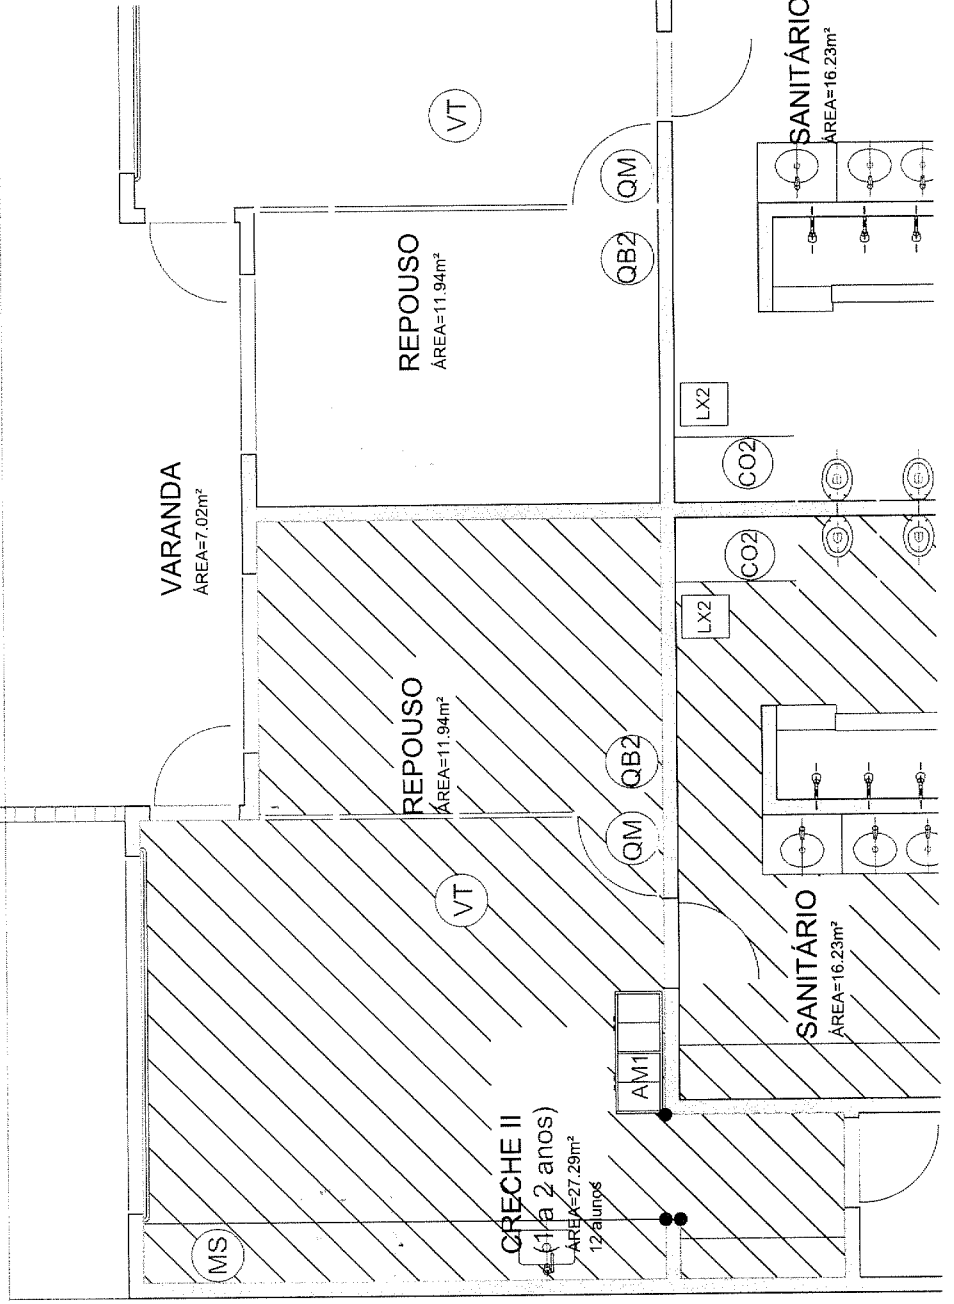 SANITÁRIO
ÁREA=16.23m²
VT
QM
QB2
REPOUSO
ÁREA=11.94m²
LX2
CO2
VARANDA
ÁREA=7.02m²
CO2
LX2
REPOUSO
ÁREA=11.94m²
QB2
QM
VT
SANITÁRIO
ÁREA=16.23m²
AM1
CRECHE II
(1 a 2 anos)
ÁREA=27.29m²
12 alunos
MS